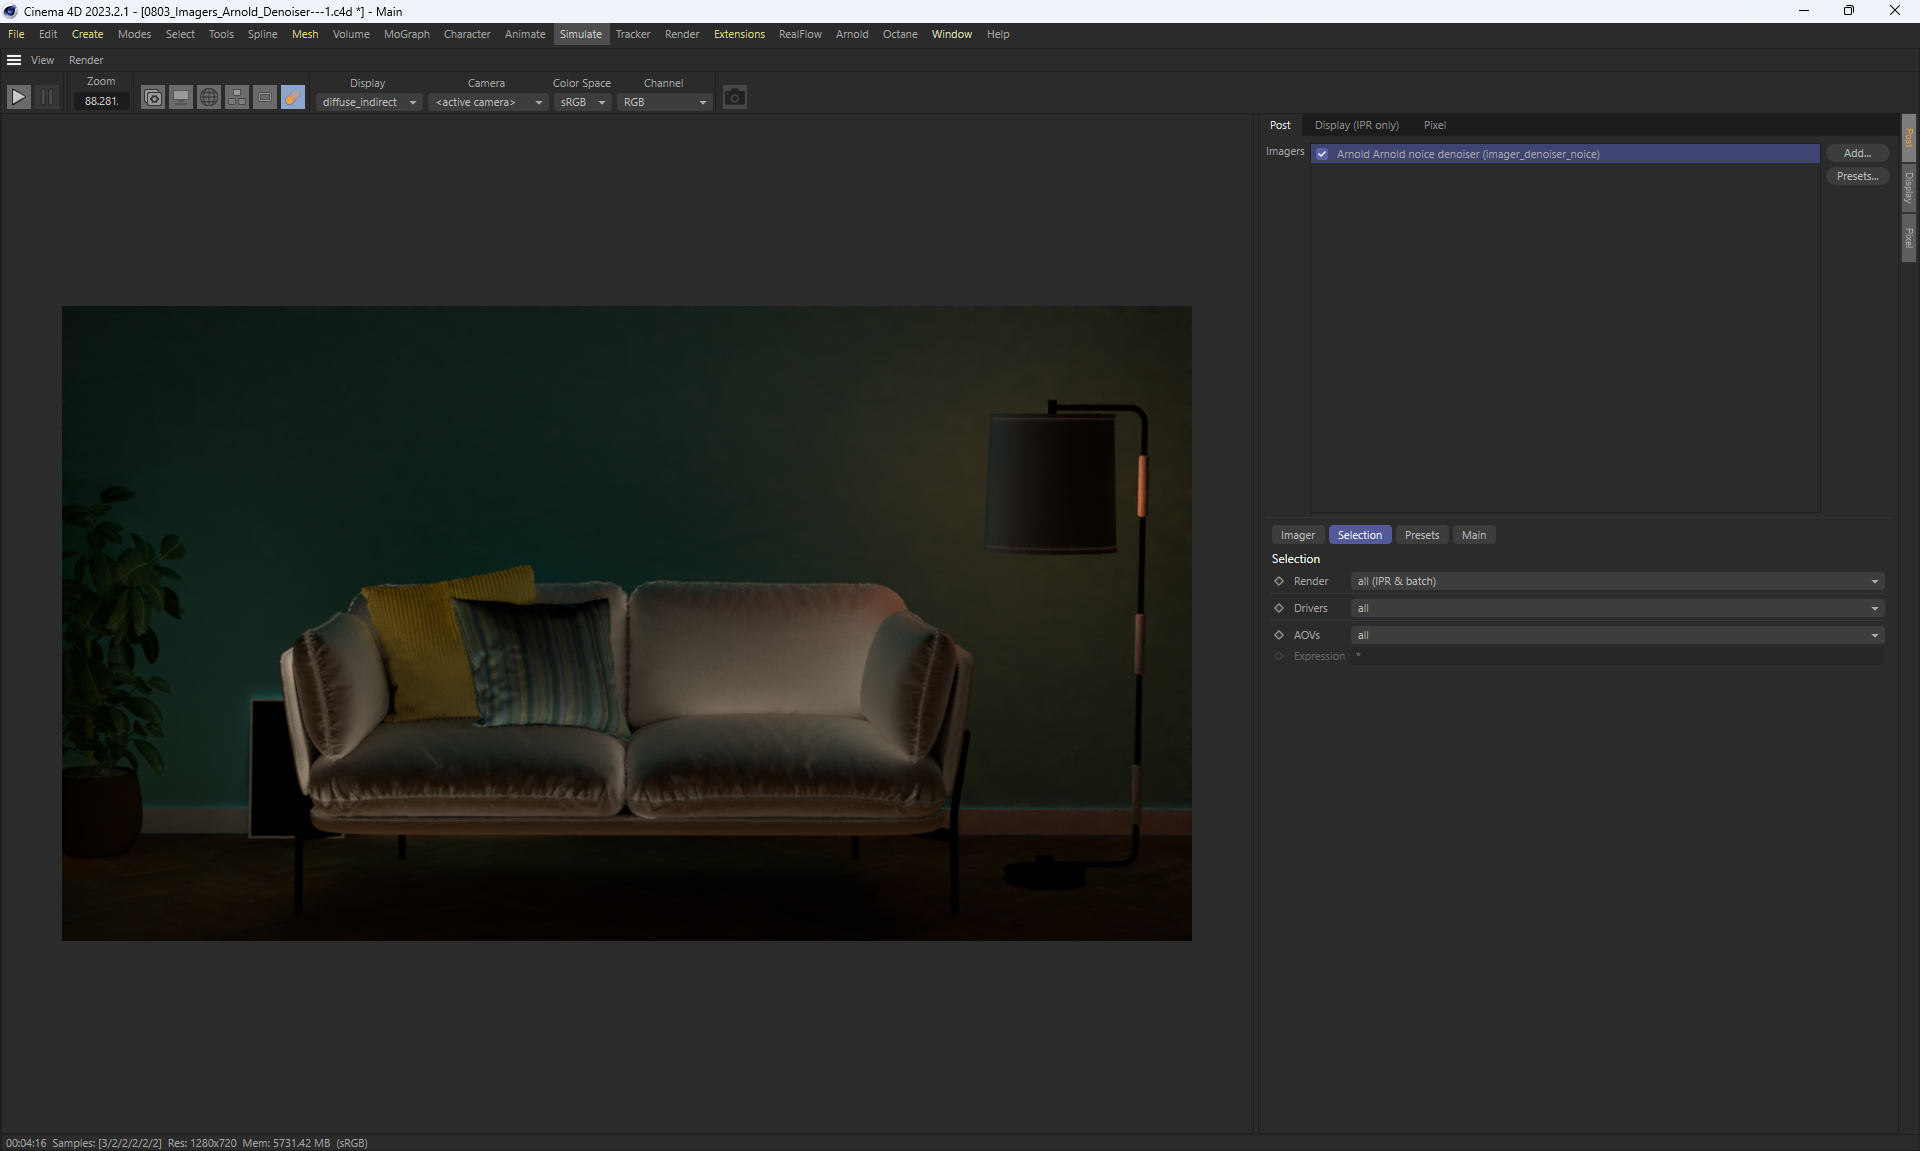 Cinema 4D 2023.2.1 - [0803_Imagers_Arnold_Denoiser---1.c4d *] - Main
File Edit Create Modes Select Tools Spline Mesh Volume MoGraph Character Animate Simulate Tracker Render Extensions RealFlow Arnold Octane Window Help
View Render
Zoom Display Camera Color Space Channel
88.281. diffuse_indirect <active camera> sRGB RGB
Post Display (IPR only) Pixel
Imagers Arnold Arnold noice denoiser (imager_denoiser_noice) Add...
Presets...
Post
Display
Pixel
Imager Selection Presets Main
Selection
Render all (IPR & batch)
Drivers all
AOVs all
Expression *
00:04:16 Samples: [3/2/2/2/2/2] Res: 1280x720 Mem: 5731.42 MB (sRGB)